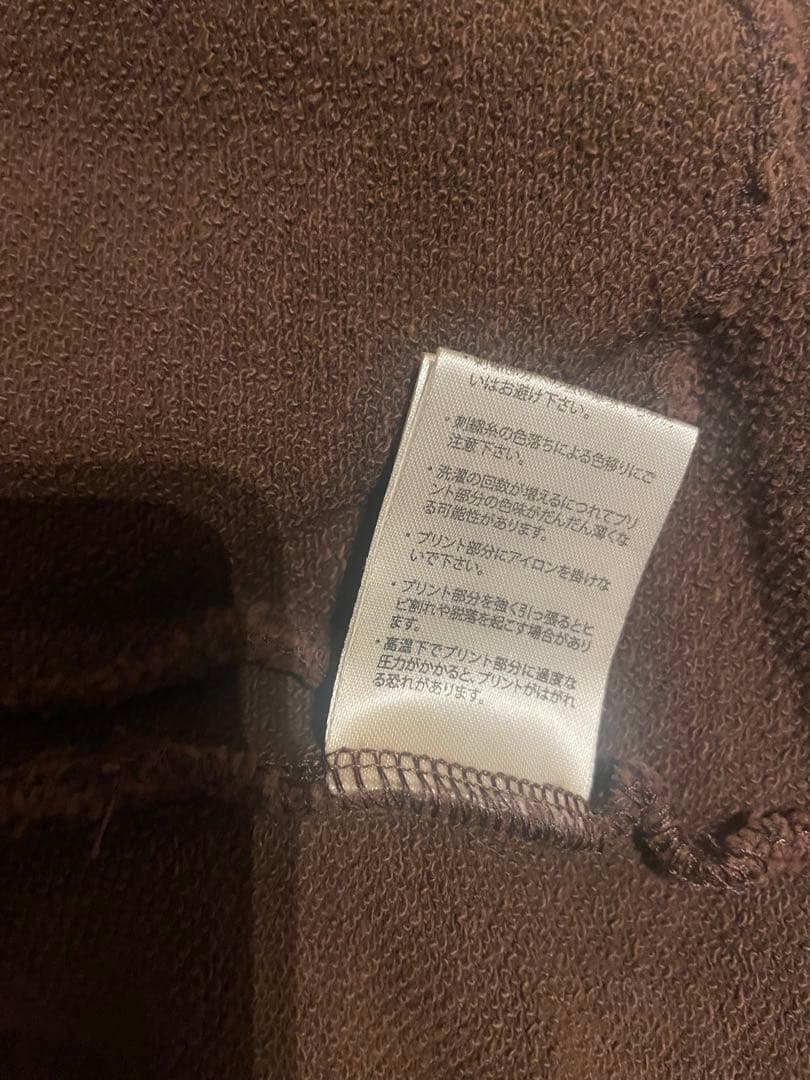 いはお避け下さい。
・刺繍糸の色落ちによる色移りにご
注意下さい。
・洗濯の回数が増えるにつれてプリ
ント部分の色味がだんだん薄くな
る可能性があります。
・プリント部分にアイロンを掛けな
いで下さい。
・プリント部分を強く引っ張るとヒ
ビ割れや脱落を起こす場合があり
ます。
・高温下でプリント部分に過度な
圧力がかかると、プリントがはがれ
る恐れがあります。